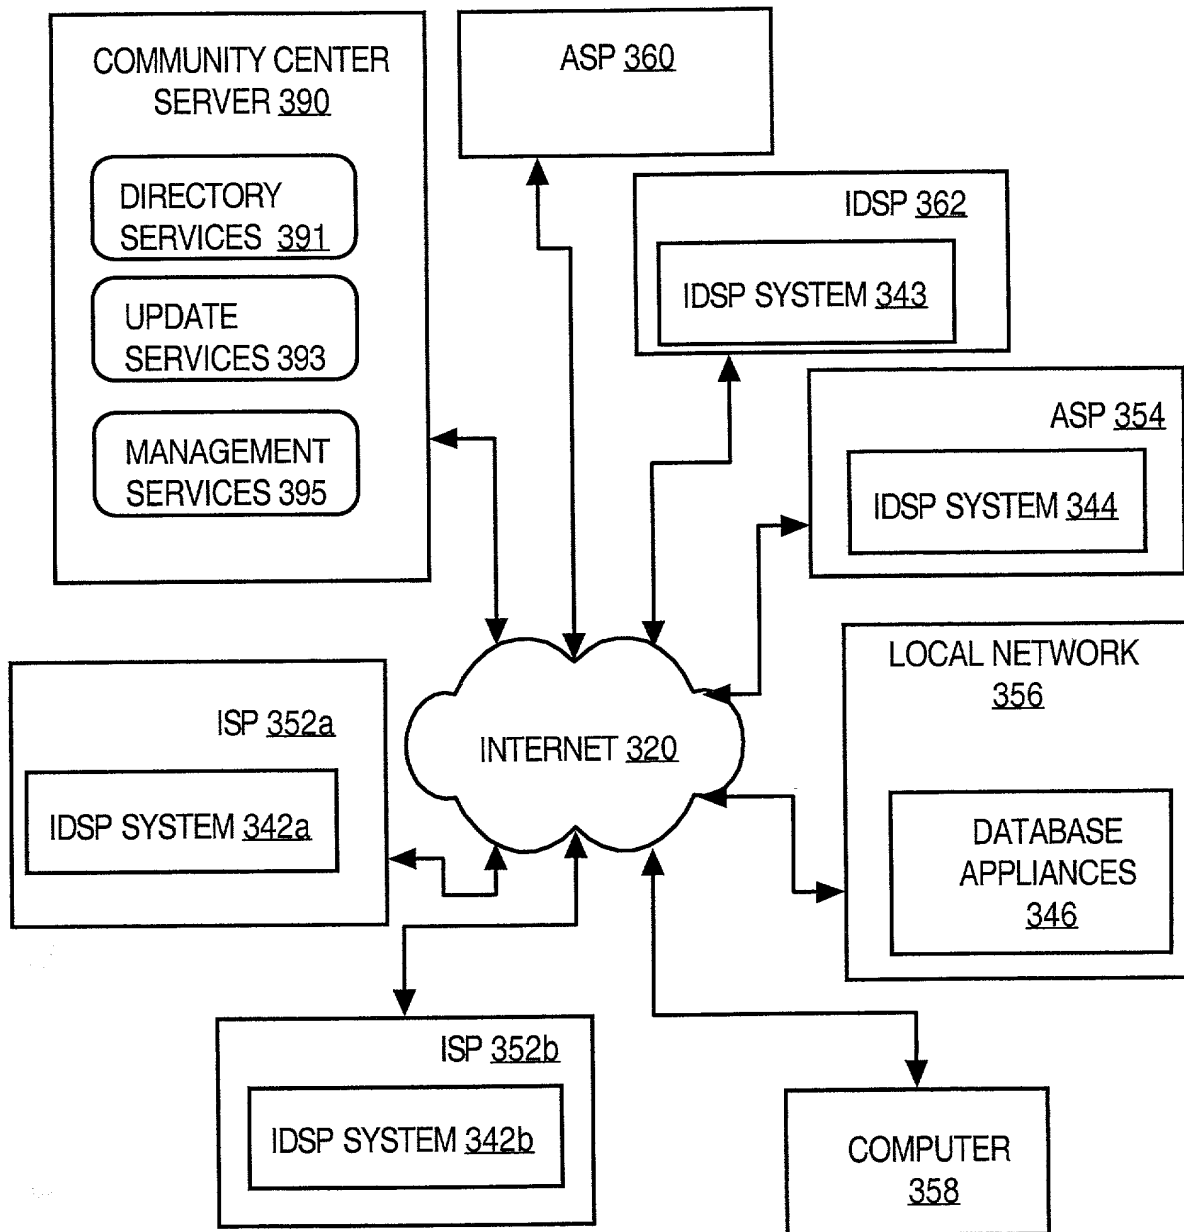 COMMUNITY CENTER
SERVER 390
DIRECTORY
SERVICES 391
UPDATE
SERVICES 393
MANAGEMENT
SERVICES 395
ASP 360
IDSP 362
IDSP SYSTEM 343
ASP 354
IDSP SYSTEM 344
LOCAL NETWORK
356
DATABASE
APPLIANCES
346
INTERNET 320
ISP 352a
IDSP SYSTEM 342a
ISP 352b
IDSP SYSTEM 342b
COMPUTER
358